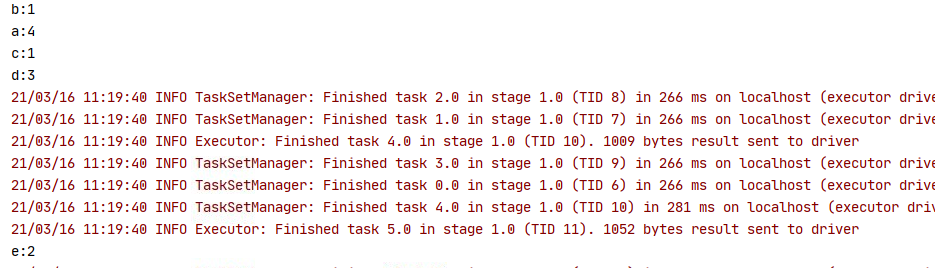 b:1
a:4
c:1
d:3
21/03/16 11:19:40 INFO TaskSetManager: Finished task 2.0 in stage 1.0 (TID 8) in 266 ms on localhost (executor drive
21/03/16 11:19:40 INFO TaskSetManager: Finished task 1.0 in stage 1.0 (TID 7) in 266 ms on localhost (executor drive
21/03/16 11:19:40 INFO Executor: Finished task 4.0 in stage 1.0 (TID 10). 1009 bytes result sent to driver
21/03/16 11:19:40 INFO TaskSetManager: Finished task 3.0 in stage 1.0 (TID 9) in 266 ms on localhost (executor drive
21/03/16 11:19:40 INFO TaskSetManager: Finished task 0.0 in stage 1.0 (TID 6) in 266 ms on localhost (executor drive
21/03/16 11:19:40 INFO TaskSetManager: Finished task 4.0 in stage 1.0 (TID 10) in 281 ms on localhost (executor driv
21/03/16 11:19:40 INFO Executor: Finished task 5.0 in stage 1.0 (TID 11). 1052 bytes result sent to driver
e:2